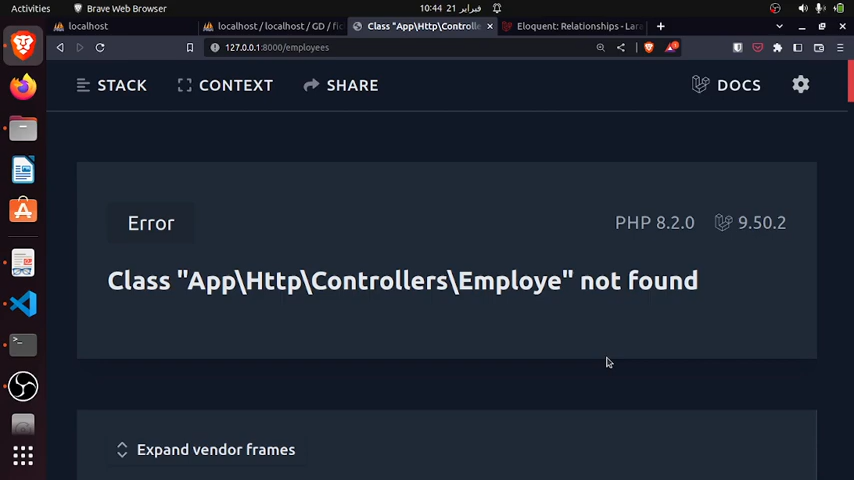 Activities
Brave Web Browser
10:44 21 فبراير
localhost
localhost / localhost / GD / fic
Class "App\Http\Controlle
Eloquent: Relationships - Lara
127.0.0.1:8000/employees
STACK CONTEXT SHARE DOCS
Error
PHP 8.2.0 9.50.2
Class "App\Http\Controllers\Employe" not found
Expand vendor frames